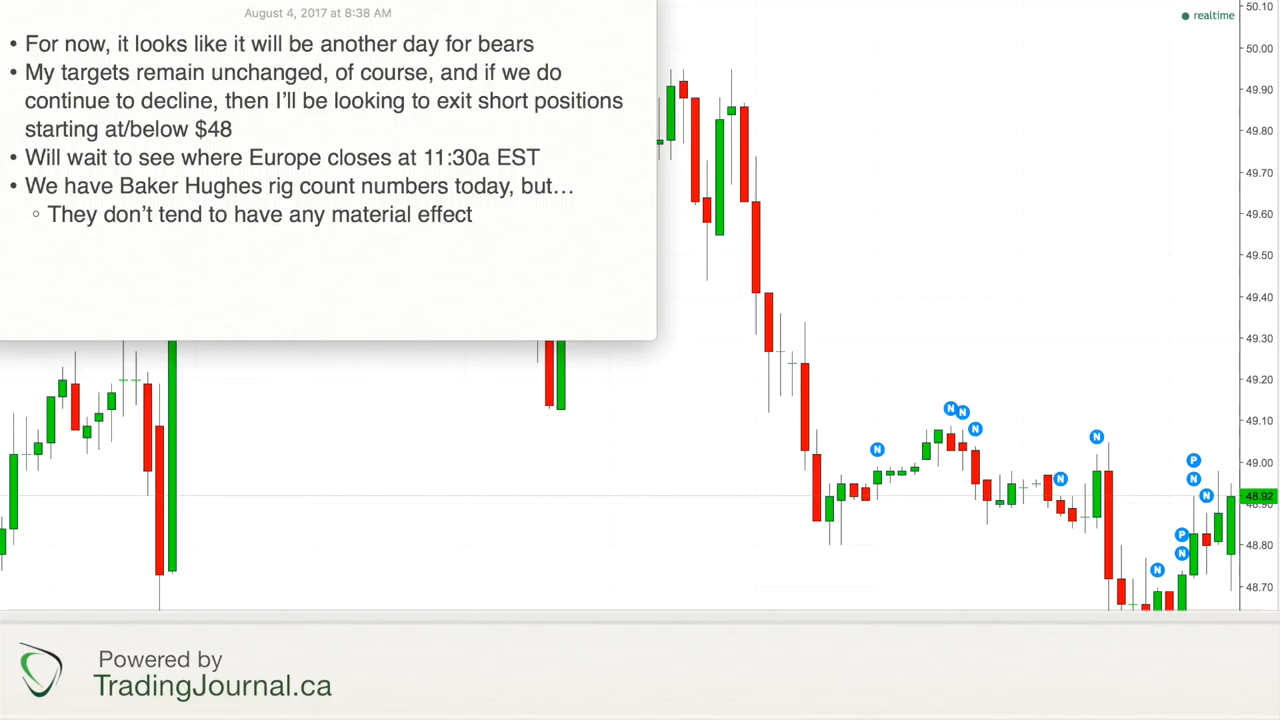 August 4, 2017 at 8:38 AM
• For now, it looks like it will be another day for bears
• My targets remain unchanged, of course, and if we do
continue to decline, then I’ll be looking to exit short positions
starting at/below $48
• Will wait to see where Europe closes at 11:30a EST
• We have Baker Hughes rig count numbers today, but…
◦ They don’t tend to have any material effect
realtime
50.10
50.00
49.90
49.80
49.70
49.60
49.50
49.40
49.30
49.20
49.10
49.00
48.92
48.90
48.80
48.70
N
N
N
N
N
N
P
N
N
P
N
N
Powered by
TradingJournal.ca